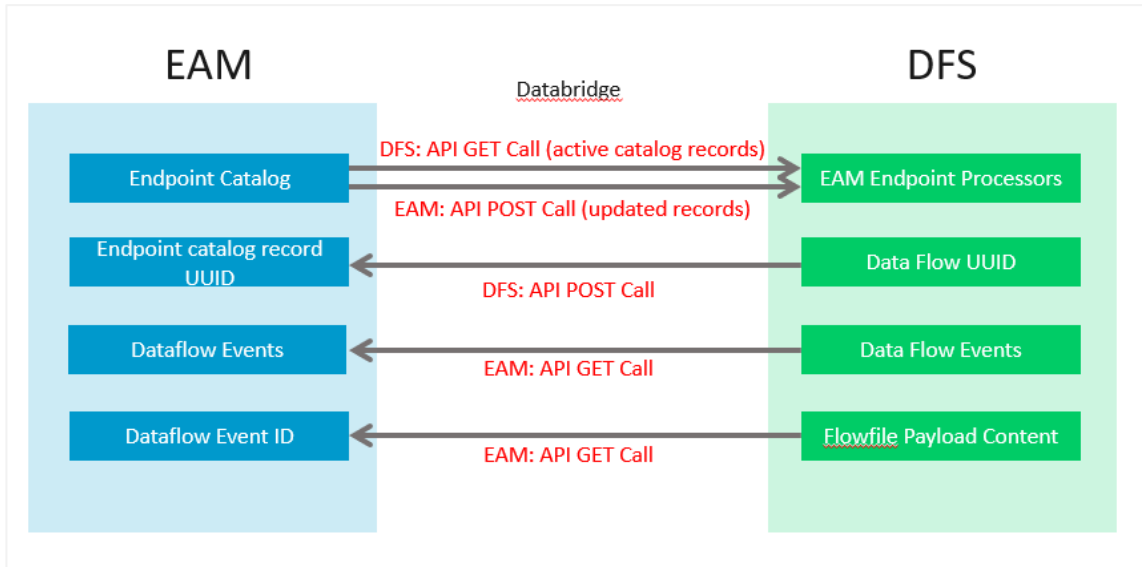 EAM
DFS
Databridge
DFS: API GET Call (active catalog records)
Endpoint Catalog
EAM Endpoint Processors
EAM: API POST Call (updated records)
Endpoint catalog record
UUID
Data Flow UUID
DFS: API POST Call
Dataflow Events
Data Flow Events
EAM: API GET Call
Dataflow Event ID
Flowfile Payload Content
EAM: API GET Call